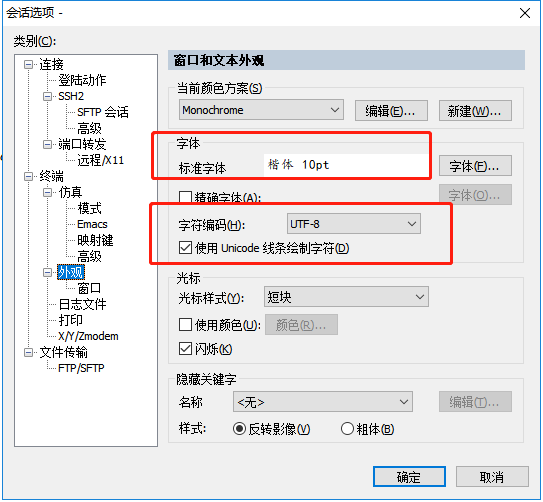 会话选项 -
类别(C):
连接
登陆动作
SSH2
SFTP 会话
高级
端口转发
远程/X11
终端
仿真
模式
Emacs
映射键
高级
外观
窗口
日志文件
打印
X/Y/Zmodem
文件传输
FTP/SFTP
窗口和文本外观
当前颜色方案(S)
Monochrome 编辑(E)... 新建(W)...
字体
标准字体 楷体 10pt 字体(F)...
精确字体(A): 字体(O)...
字符编码(H): UTF-8
使用 Unicode 线条绘制字符(D)
光标
光标样式(Y): 短块
使用颜色(U): 颜色(R)...
闪烁(K)
隐藏关键字
名称 <无> 编辑(T)...
样式: 反转影像(V) 粗体(B)
确定 取消